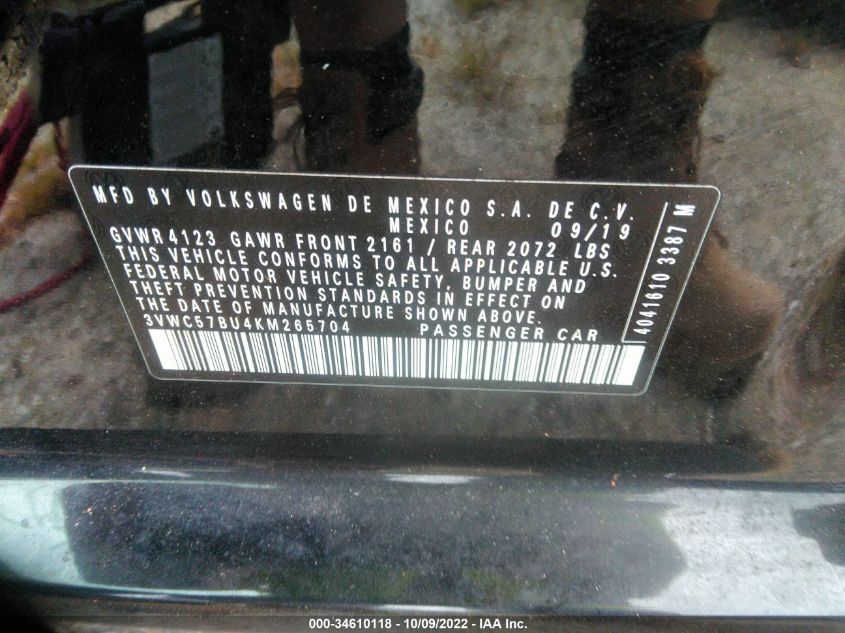 MFD BY VOLKSWAGEN DE MEXICO S.A. DE C.V.
MEXICO 09/19
GVWR 4123 GAWR FRONT 2161 / REAR 2072 LBS
THIS VEHICLE CONFORMS TO ALL APPLICABLE U.S.
FEDERAL MOTOR VEHICLE SAFETY, BUMPER AND
THEFT PREVENTION STANDARDS IN EFFECT ON
THE DATE OF MANUFACTURE SHOWN ABOVE.
3VWC57BU4KM265704 PASSENGER CAR
4041610 3387 M
000-34610118 - 10/09/2022 - IAA Inc.